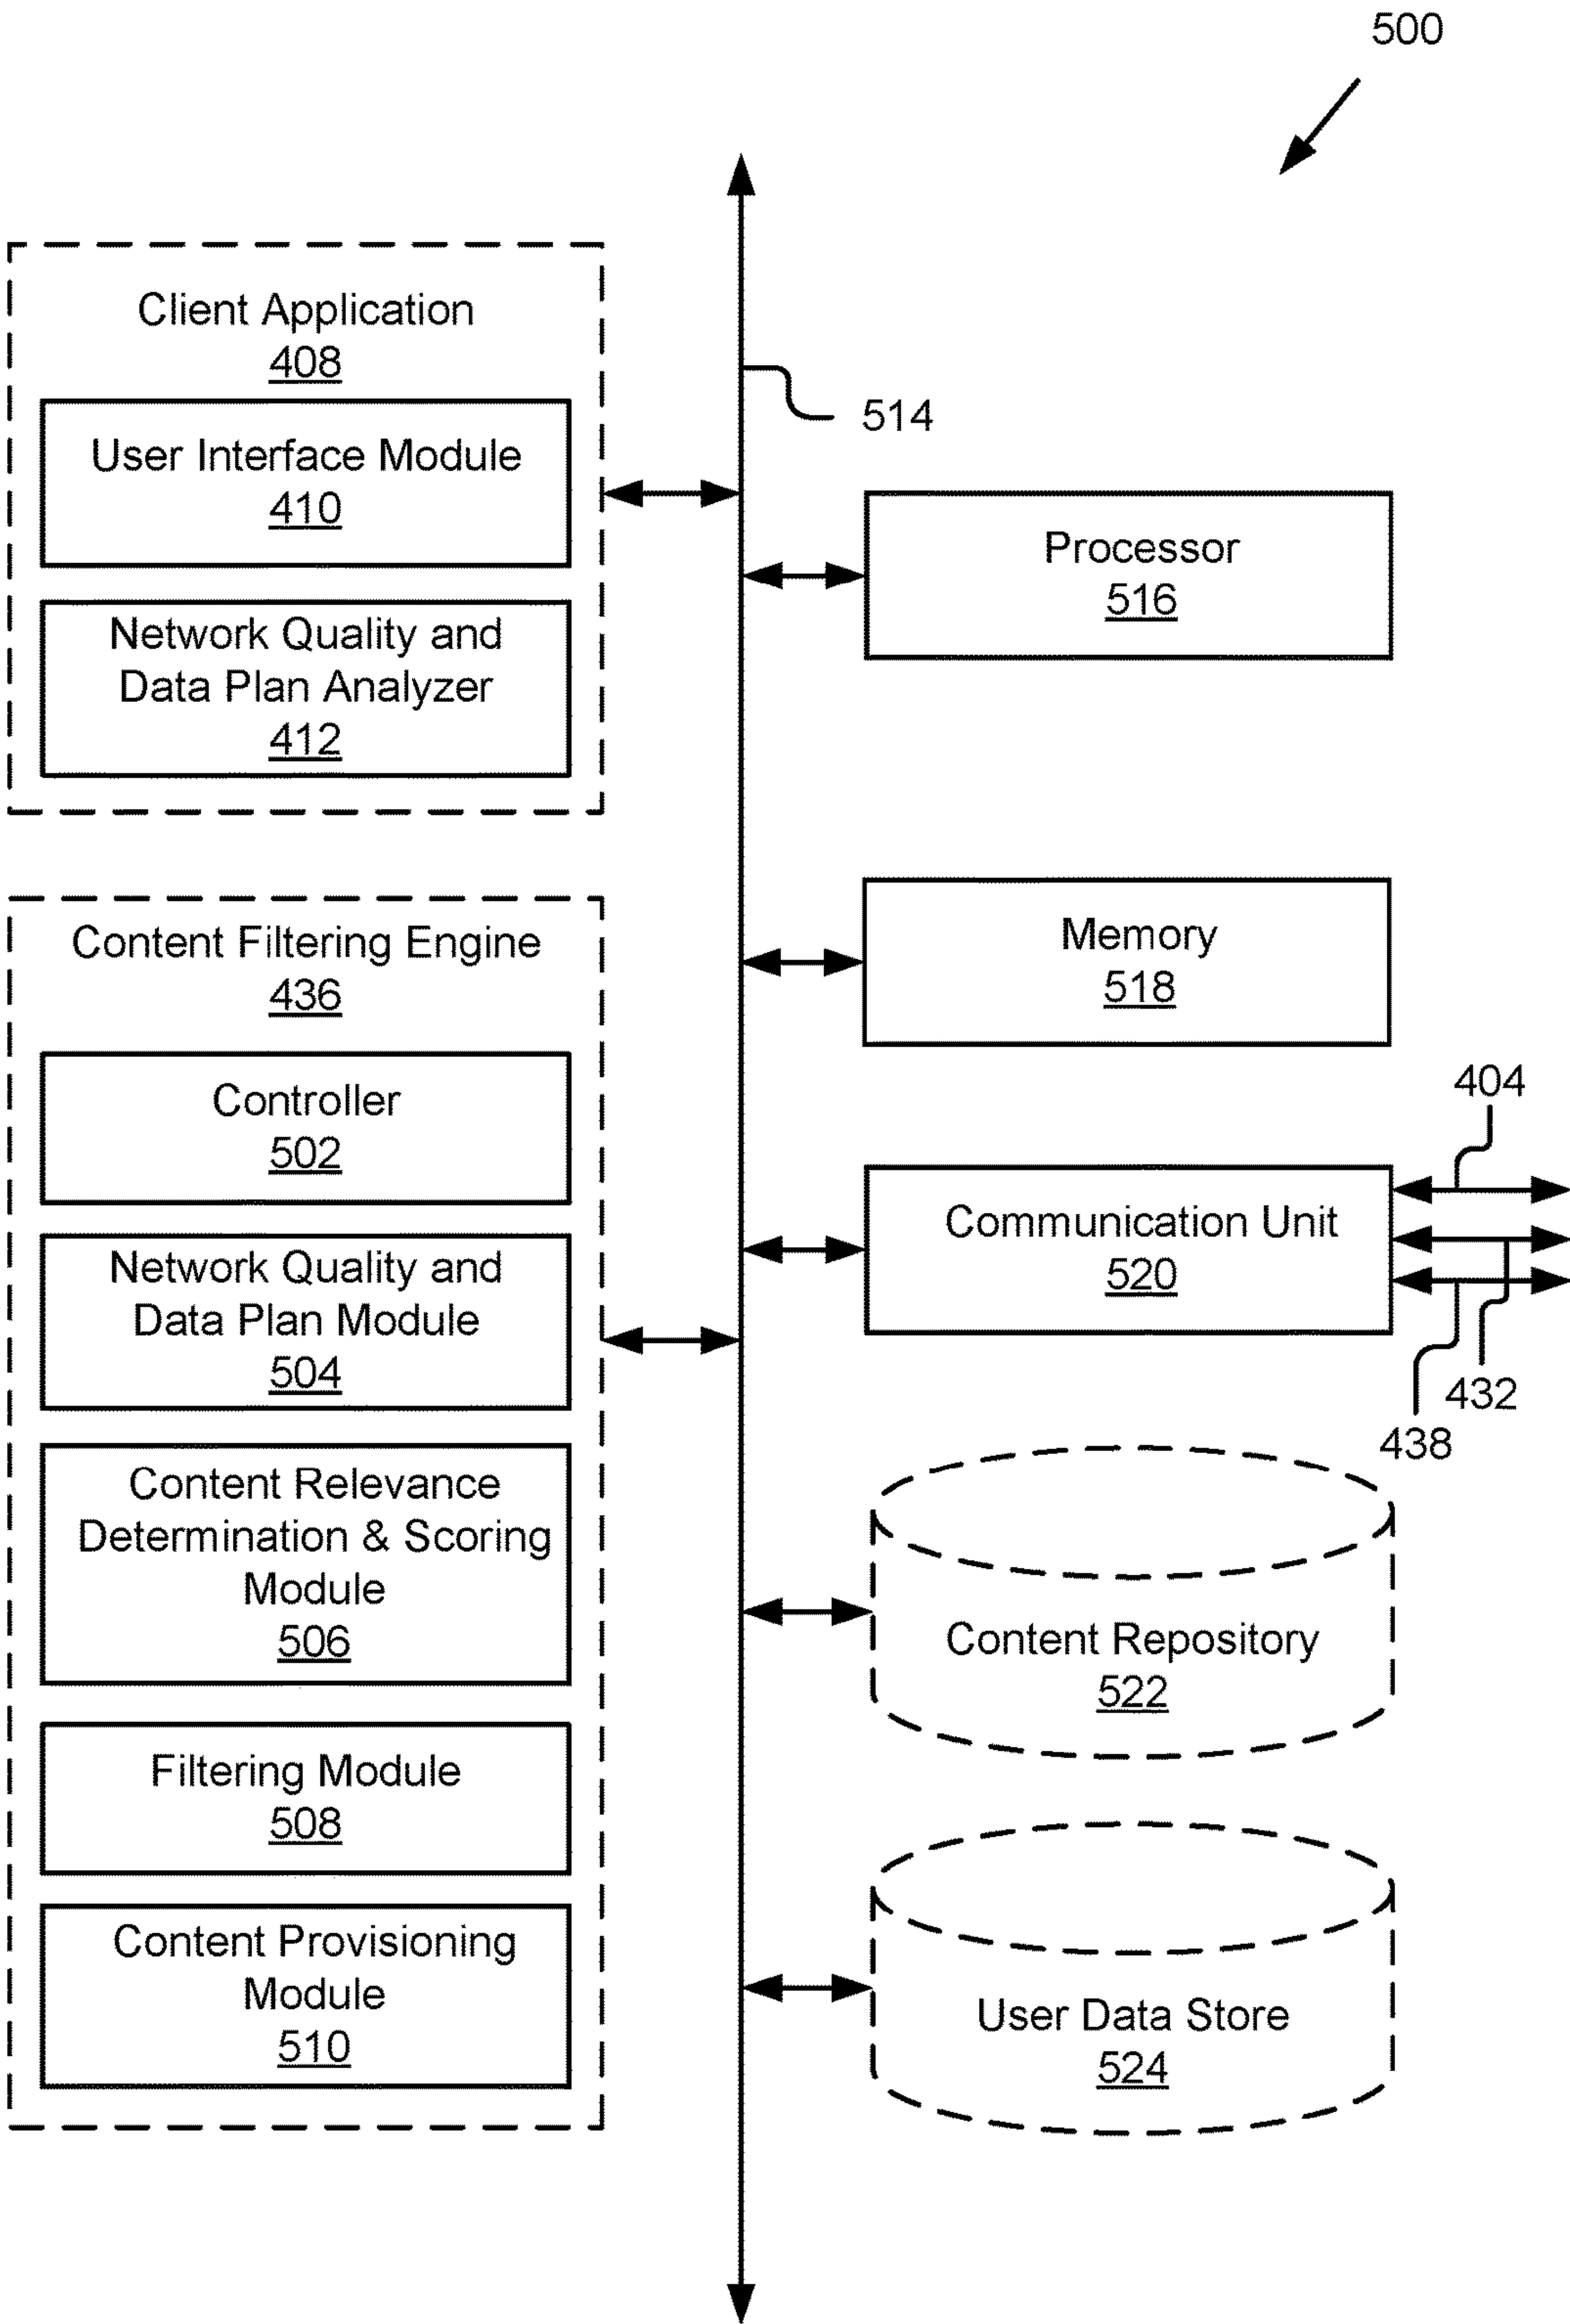 500
Client Application
408
User Interface Module
410
Network Quality and
Data Plan Analyzer
412
Content Filtering Engine
436
Controller
502
Network Quality and
Data Plan Module
504
Content Relevance
Determination & Scoring
Module
506
Filtering Module
508
Content Provisioning
Module
510
514
Processor
516
Memory
518
404
Communication Unit
520
432
438
Content Repository
522
User Data Store
524